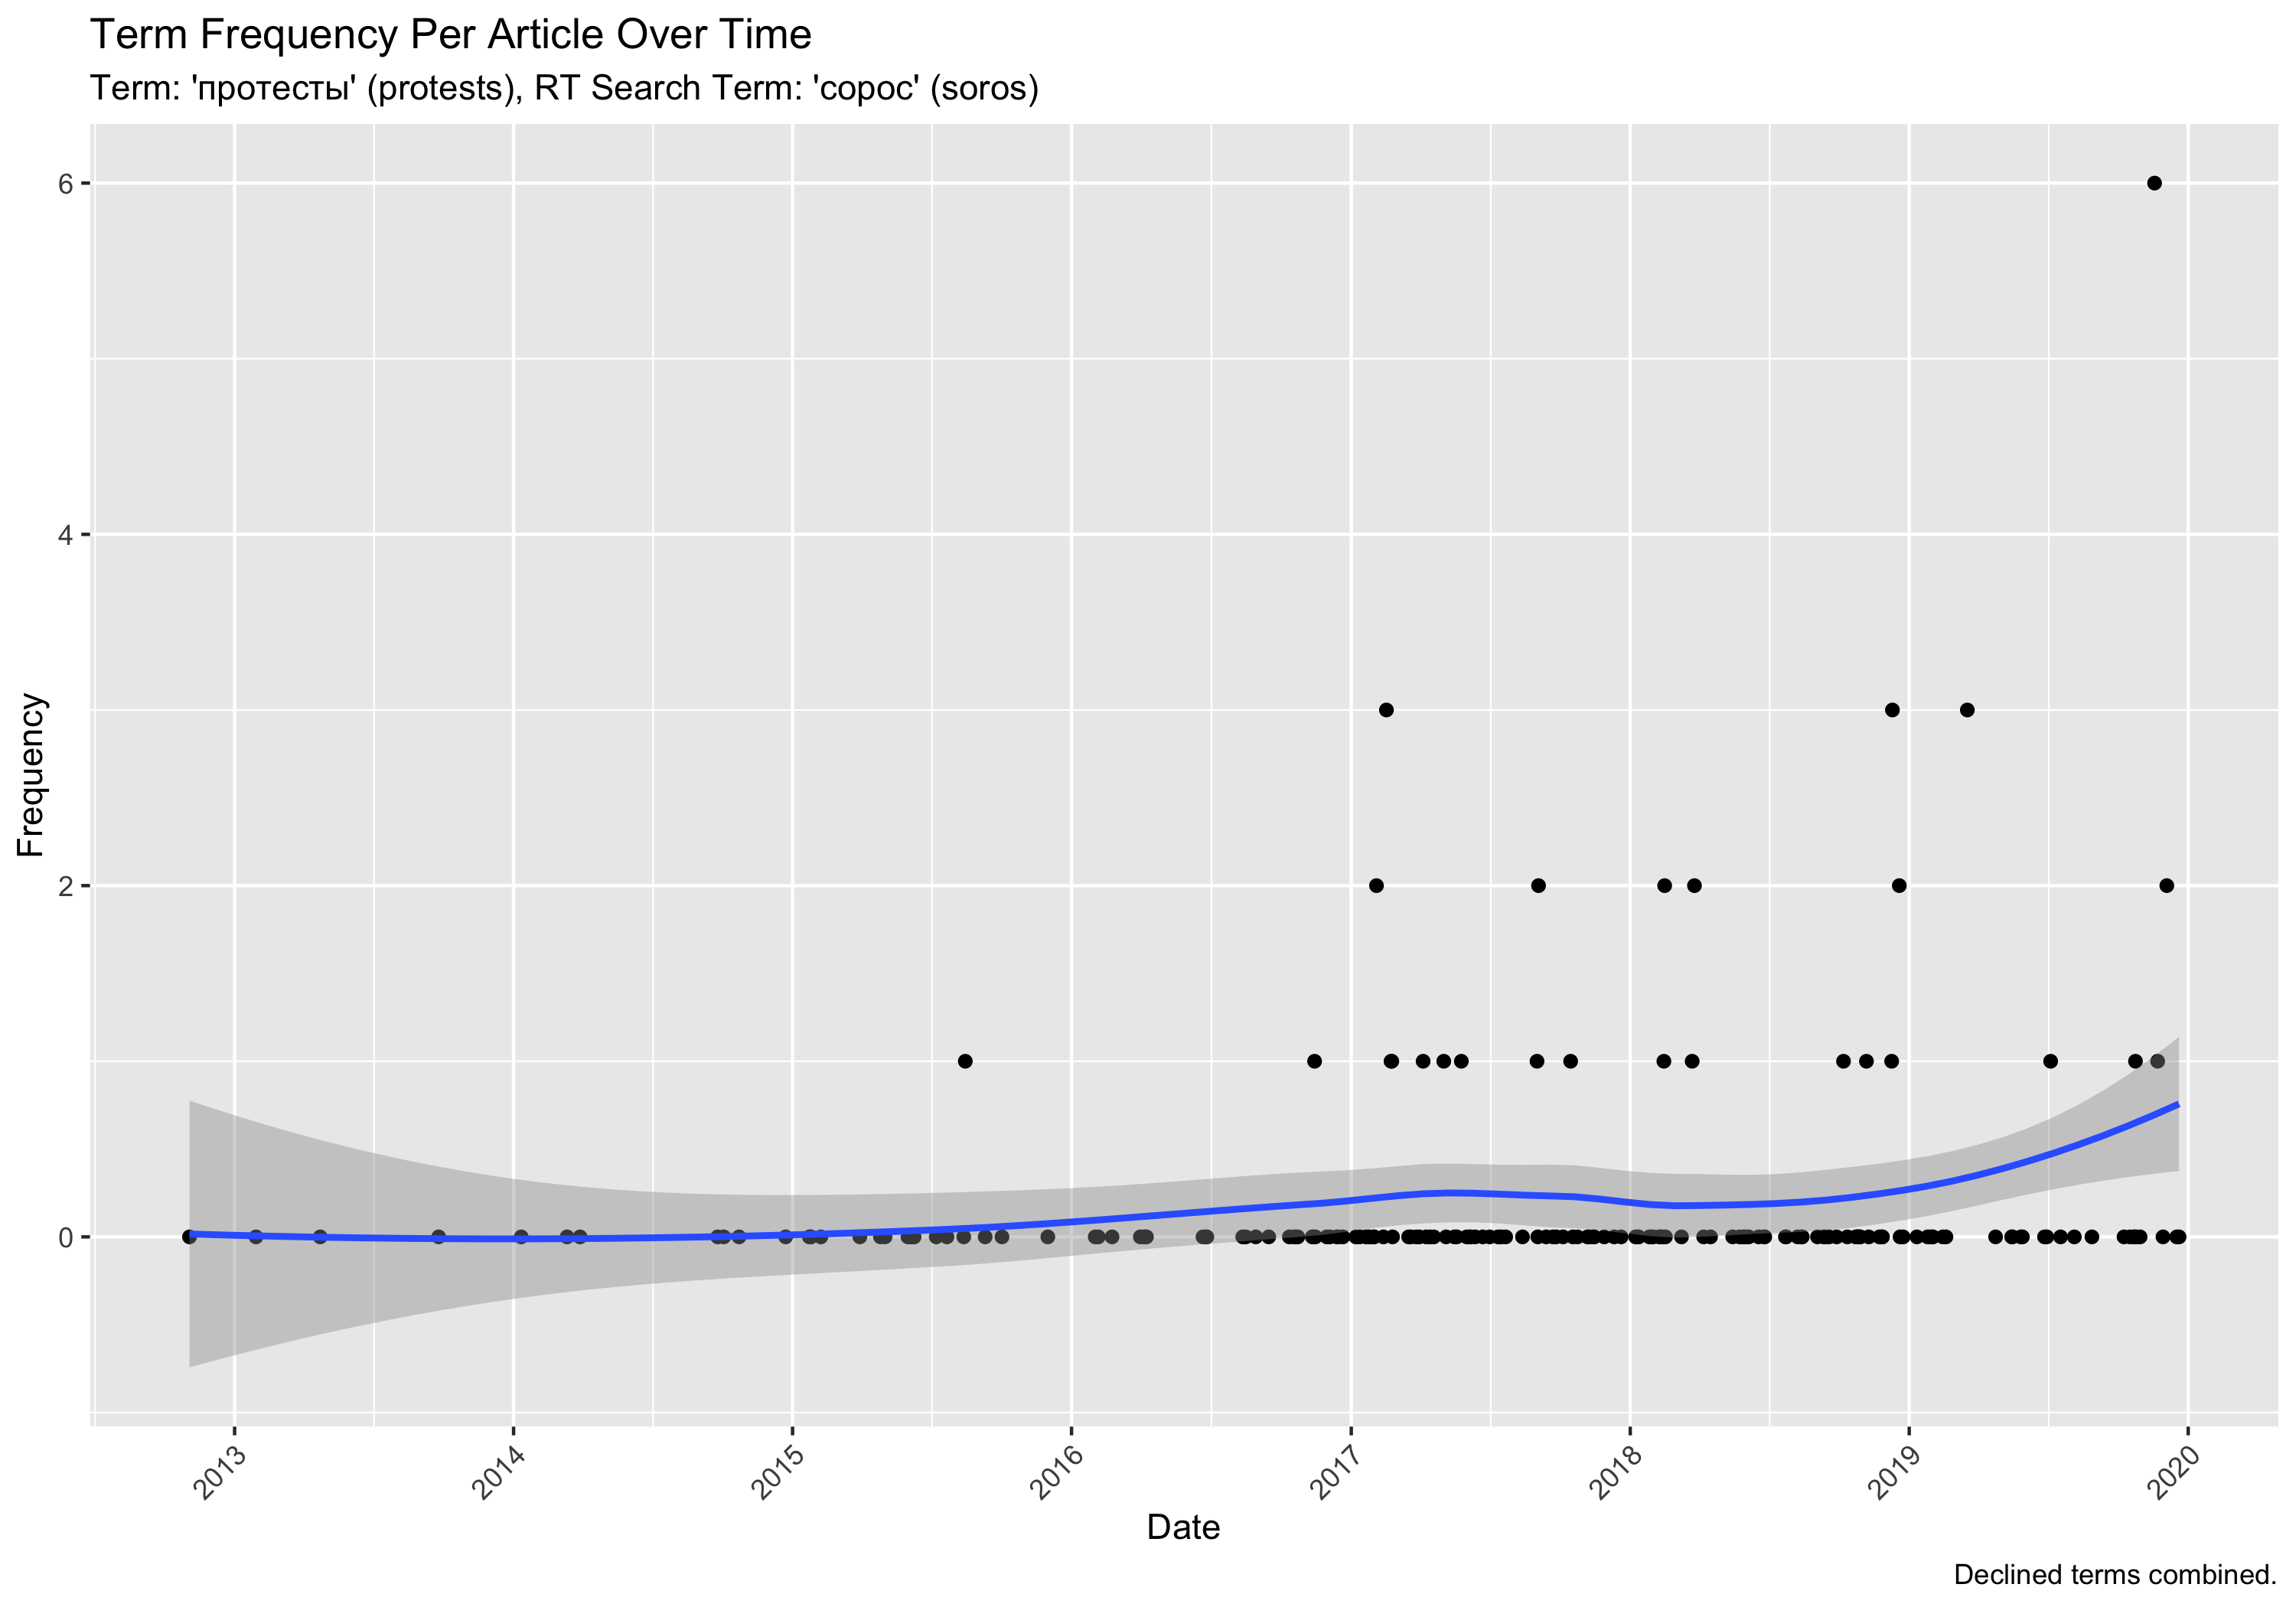 Term Frequency Per Article Over Time
Term: 'протесты' (protests), RT Search Term: 'сорос' (soros)
6
4
2
0
Frequency
2013 2014 2015 2016 2017 2018 2019 2020
Date
Declined terms combined.